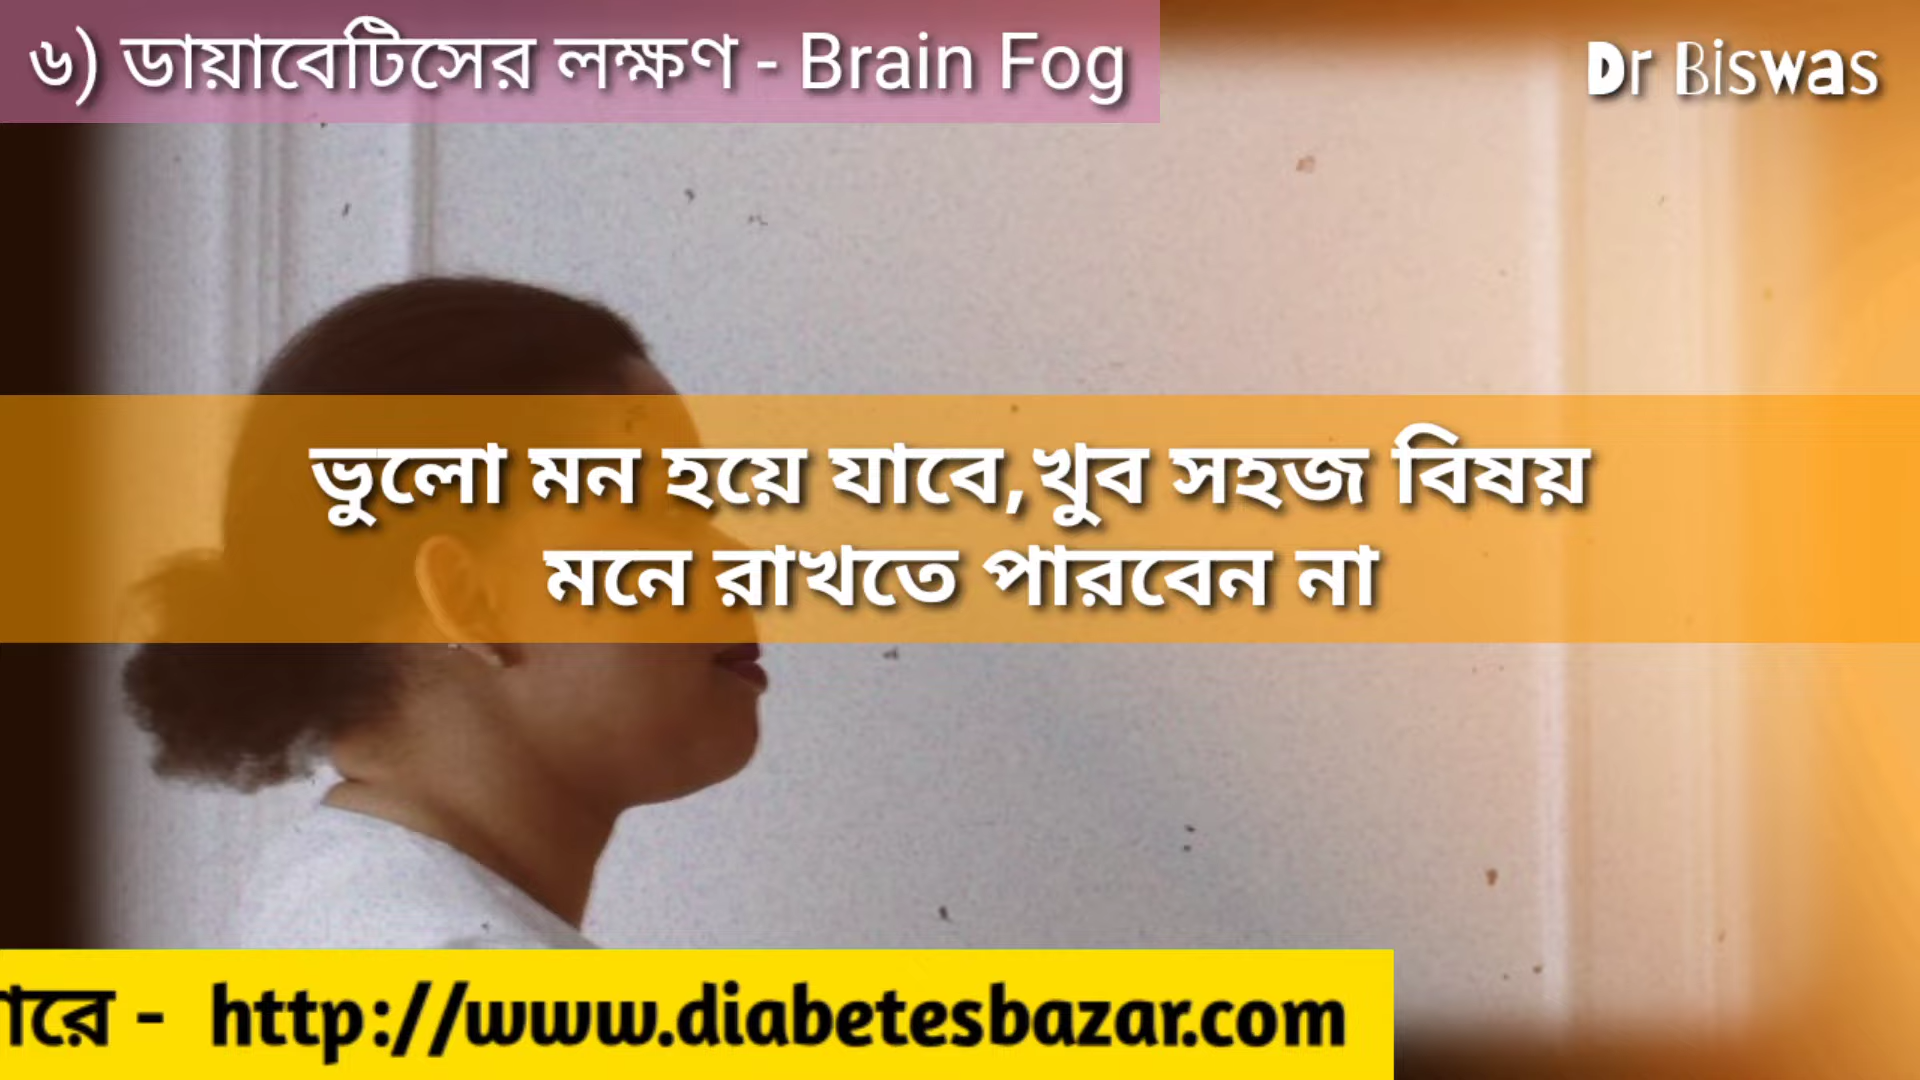 ৬) ডায়াবেটিসের লক্ষণ - Brain Fog
Dr Biswas
ভুলো মন হয়ে যাবে,খুব সহজ বিষয়
মনে রাখতে পারবেন না
- http://www.diabetesbazar.com